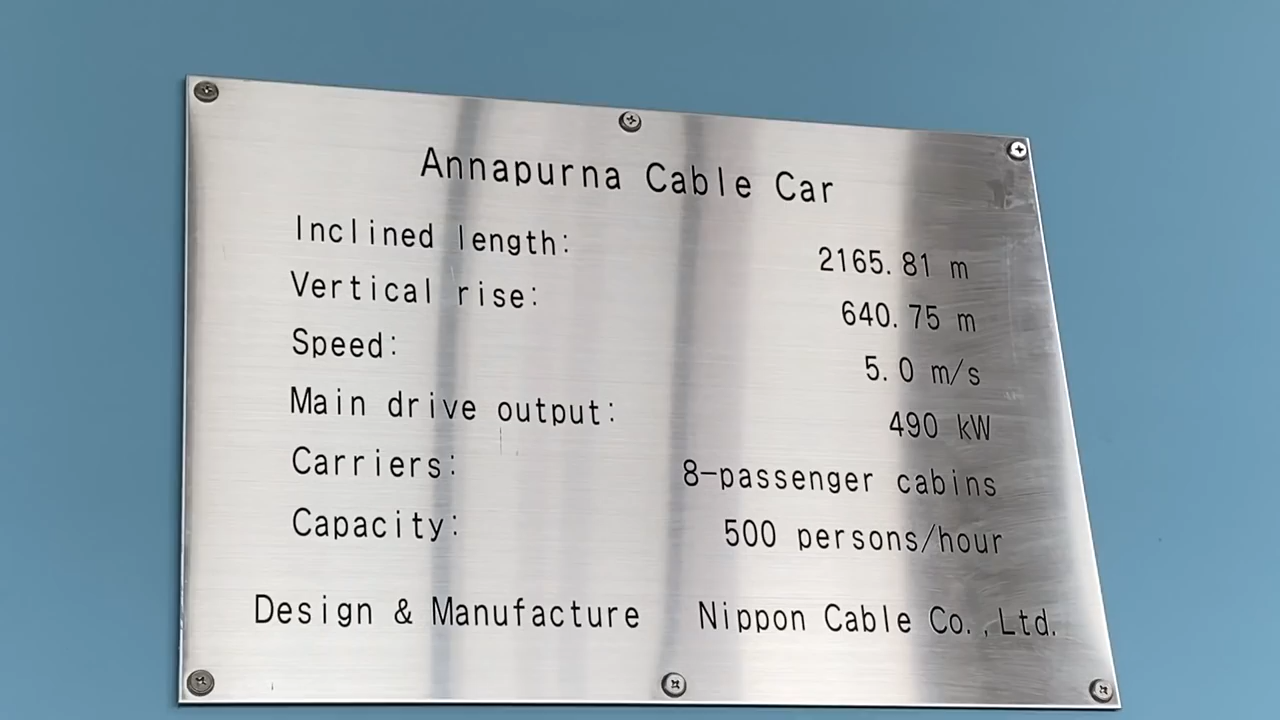 Annapurna Cable Car
Inclined length: 2165.81 m
Vertical rise: 640.75 m
Speed: 5.0 m/s
Main drive output: 490 kW
Carriers: 8-passenger cabins
Capacity: 500 persons/hour
Design & Manufacture Nippon Cable Co.,Ltd.